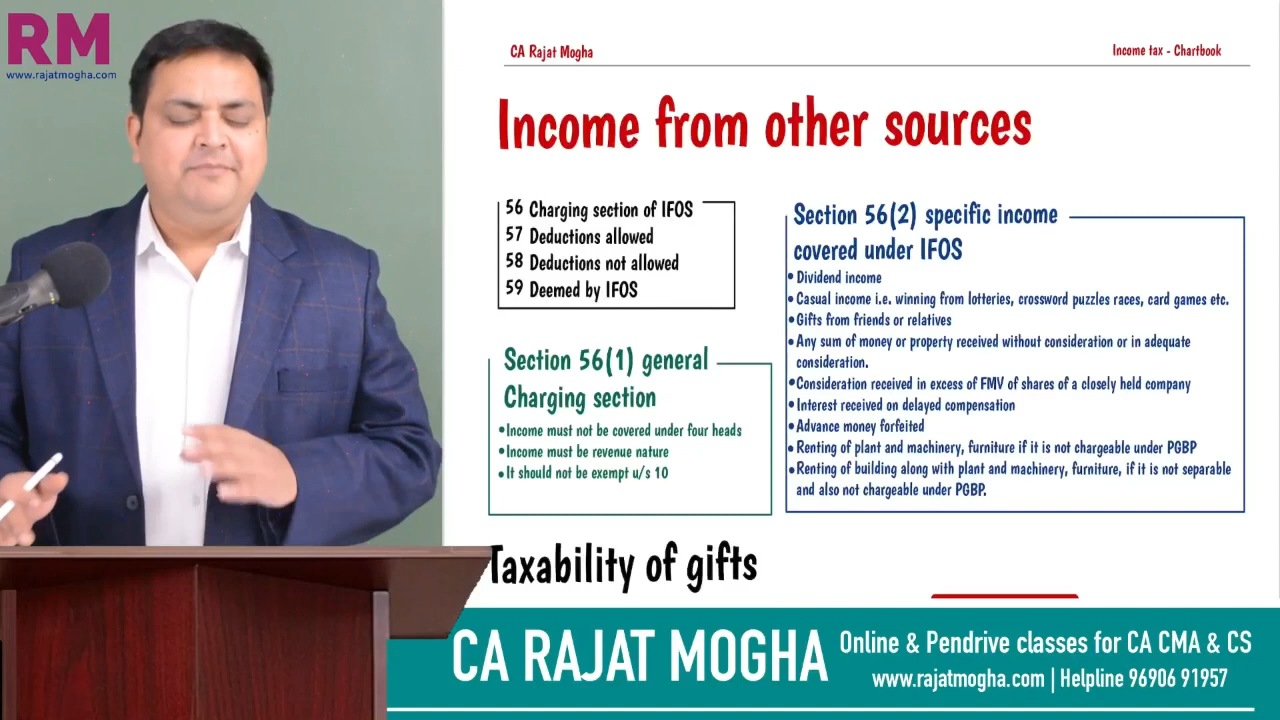 RM
www.rajatmogha.com
CA Rajat Mogha
Income tax - Chartbook
Income from other sources
56 Charging section of IFOS
57 Deductions allowed
58 Deductions not allowed
59 Deemed by IFOS
Section 56(1) general
Charging section
•Income must not be covered under four heads
•Income must be revenue nature
•It should not be exempt u/s 10
Section 56(2) specific income
covered under IFOS
•Dividend income
•Casual income i.e. winning from lotteries, crossword puzzles races, card games etc.
•Gifts from friends or relatives
•Any sum of money or property received without consideration or in adequate
consideration.
•Consideration received in excess of FMV of shares of a closely held company
•Interest received on delayed compensation
•Advance money forfeited
•Renting of plant and machinery, furniture if it is not chargeable under PGBP
•Renting of building along with plant and machinery, furniture, if it is not separable
and also not chargeable under PGBP.
Taxability of gifts
CA RAJAT MOGHA
Online & Pendrive classes for CA CMA & CS
www.rajatmogha.com | Helpline 96906 91957